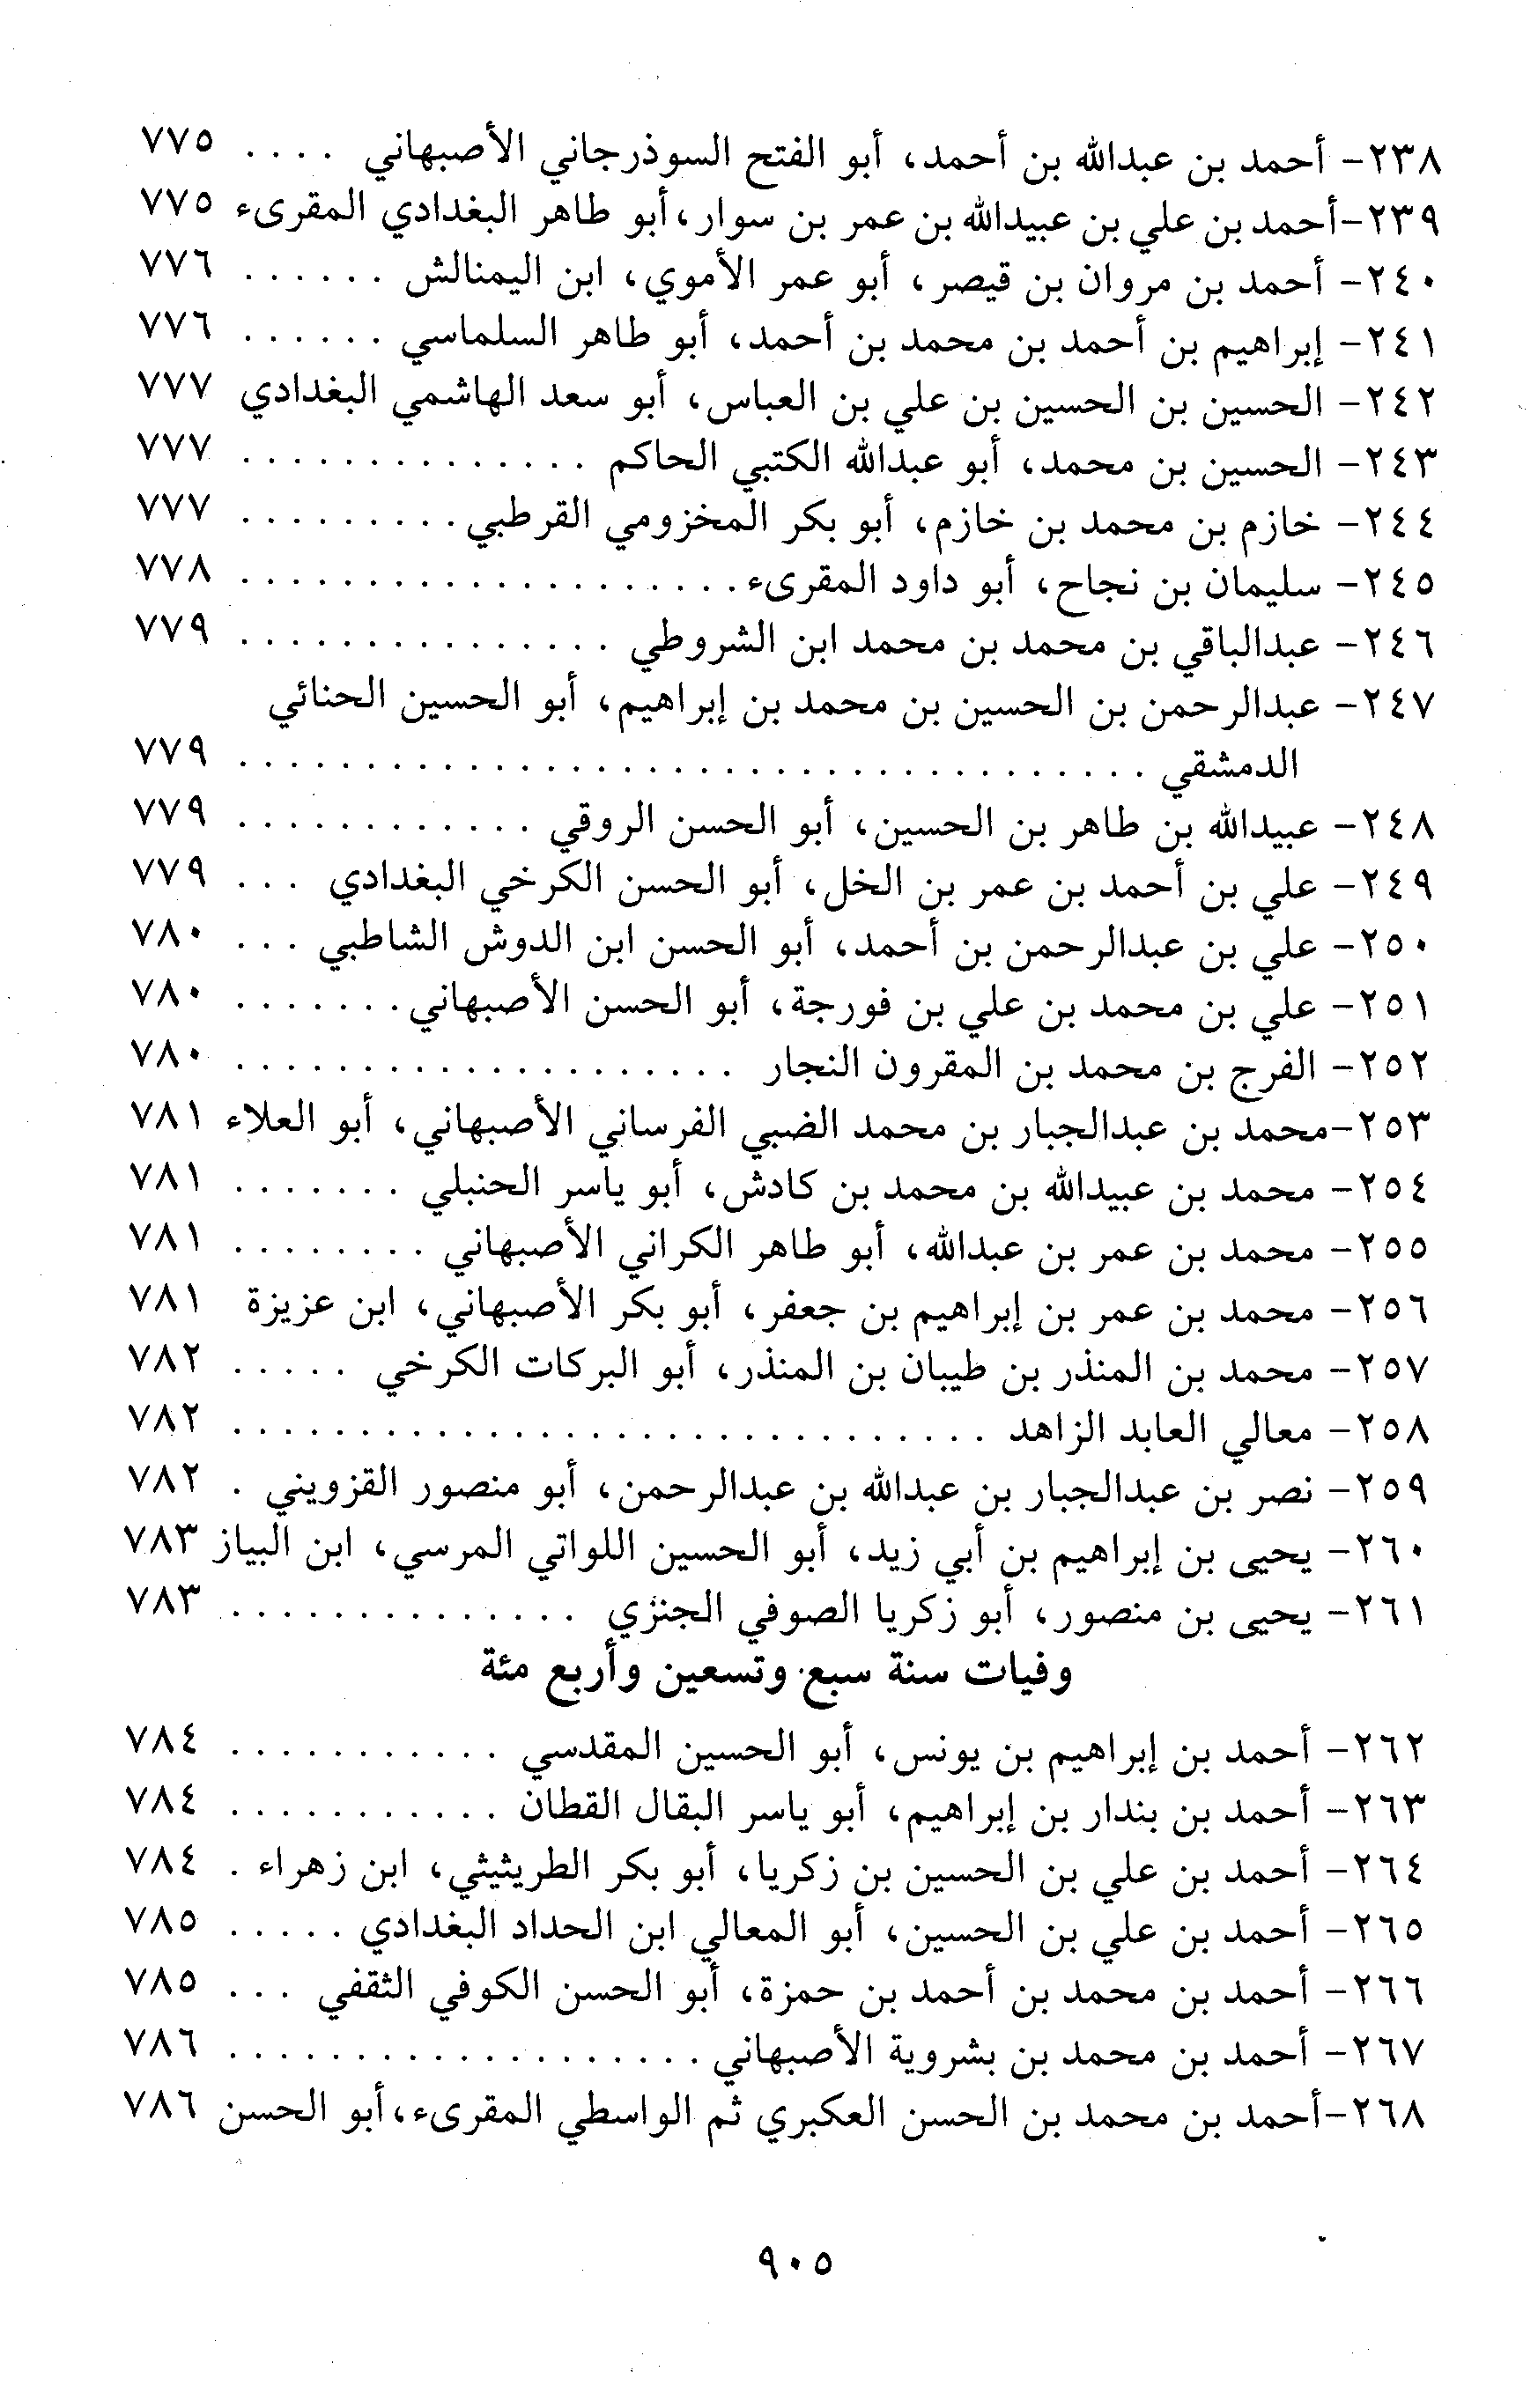 ٢٣٨- أحمد بن عبدالله بن أحمد، أبو الفتح السوذرجاني الأصبهاني . . . . ٧٧٥
٢٣٩-أحمد بن علي بن عبيدالله بن عمر بن سوار،أبو طاهر البغدادي المقرىء ٧٧٥
٢٤٠- أحمد بن مروان بن قيصر، أبو عمر الأموي، ابن اليمنالش . . . . . . ٧٧٦
٢٤١- إبراهيم بن أحمد بن محمد بن أحمد، أبو طاهر السلماسي . . . . . . ٧٧٦
٢٤٢- الحسين بن الحسين بن علي بن العباس، أبو سعد الهاشمي البغدادي ٧٧٧
٢٤٣- الحسين بن محمد، أبو عبدالله الكتبي الحاكم . . . . . . . . . . . . . . ٧٧٧
٢٤٤- خازم بن محمد بن خازم، أبو بكر المخزومي القرطبي . . . . . . . . . ٧٧٧
٢٤٥- سليمان بن نجاح، أبو داود المقرىء . . . . . . . . . . . . . . . . . . . . ٧٧٨
٢٤٦- عبدالباقي بن محمد بن محمد ابن الشروطي . . . . . . . . . . . . . . . ٧٧٩
٢٤٧- عبدالرحمن بن الحسين بن محمد بن إبراهيم، أبو الحسين الحنائي
الدمشقي . . . . . . . . . . . . . . . . . . . . . . . . . . . . . . . . . . . . ٧٧٩
٢٤٨- عبيدالله بن طاهر بن الحسين، أبو الحسن الروقي . . . . . . . . . . . . ٧٧٩
٢٤٩- علي بن أحمد بن عمر بن الخل، أبو الحسن الكرخي البغدادي . . . ٧٧٩
٢٥٠- علي بن عبدالرحمن بن أحمد، أبو الحسن ابن الدوش الشاطبي . . . ٧٨٠
٢٥١- علي بن محمد بن علي بن فورجة، أبو الحسن الأصبهاني . . . . . . . ٧٨٠
٢٥٢- الفرج بن محمد بن المقرون النجار . . . . . . . . . . . . . . . . . . . . ٧٨٠
٢٥٣-محمد بن عبدالجبار بن محمد الضبي الفرساني الأصبهاني، أبو العلاء ٧٨١
٢٥٤- محمد بن عبيدالله بن محمد بن كادش، أبو ياسر الحنبلي . . . . . . . ٧٨١
٢٥٥- محمد بن عمر بن عبدالله، أبو طاهر الكراني الأصبهاني . . . . . . . . ٧٨١
٢٥٦- محمد بن عمر بن إبراهيم بن جعفر، أبو بكر الأصبهاني، ابن عزيزة ٧٨١
٢٥٧- محمد بن المنذر بن طيبان بن المنذر، أبو البركات الكرخي . . . . . ٧٨٢
٢٥٨- معالي العابد الزاهد . . . . . . . . . . . . . . . . . . . . . . . . . . . . . . ٧٨٢
٢٥٩- نصر بن عبدالجبار بن عبدالله بن عبدالرحمن، أبو منصور القزويني . ٧٨٢
٢٦٠- يحيى بن إبراهيم بن أبي زيد، أبو الحسين اللواتي المرسي، ابن البياز ٧٨٣
٢٦١- يحيى بن منصور، أبو زكريا الصوفي الجنزي . . . . . . . . . . . . . . ٧٨٣
وفيات سنة سبع وتسعين وأربع مئة
٢٦٢- أحمد بن إبراهيم بن يونس، أبو الحسين المقدسي . . . . . . . . . . . ٧٨٤
٢٦٣- أحمد بن بندار بن إبراهيم، أبو ياسر البقال القطان . . . . . . . . . . . ٧٨٤
٢٦٤- أحمد بن علي بن الحسين بن زكريا، أبو بكر الطريثيثي، ابن زهراء . ٧٨٤
٢٦٥- أحمد بن علي بن الحسين، أبو المعالي ابن الحداد البغدادي . . . . . ٧٨٥
٢٦٦- أحمد بن محمد بن أحمد بن حمزة، أبو الحسن الكوفي الثقفي . . . ٧٨٥
٢٦٧- أحمد بن محمد بن بشروية الأصبهاني . . . . . . . . . . . . . . . . . . . ٧٨٦
٢٦٨-أحمد بن محمد بن الحسن العكبري ثم الواسطي المقرىء،أبو الحسن ٧٨٦
٩٠٥